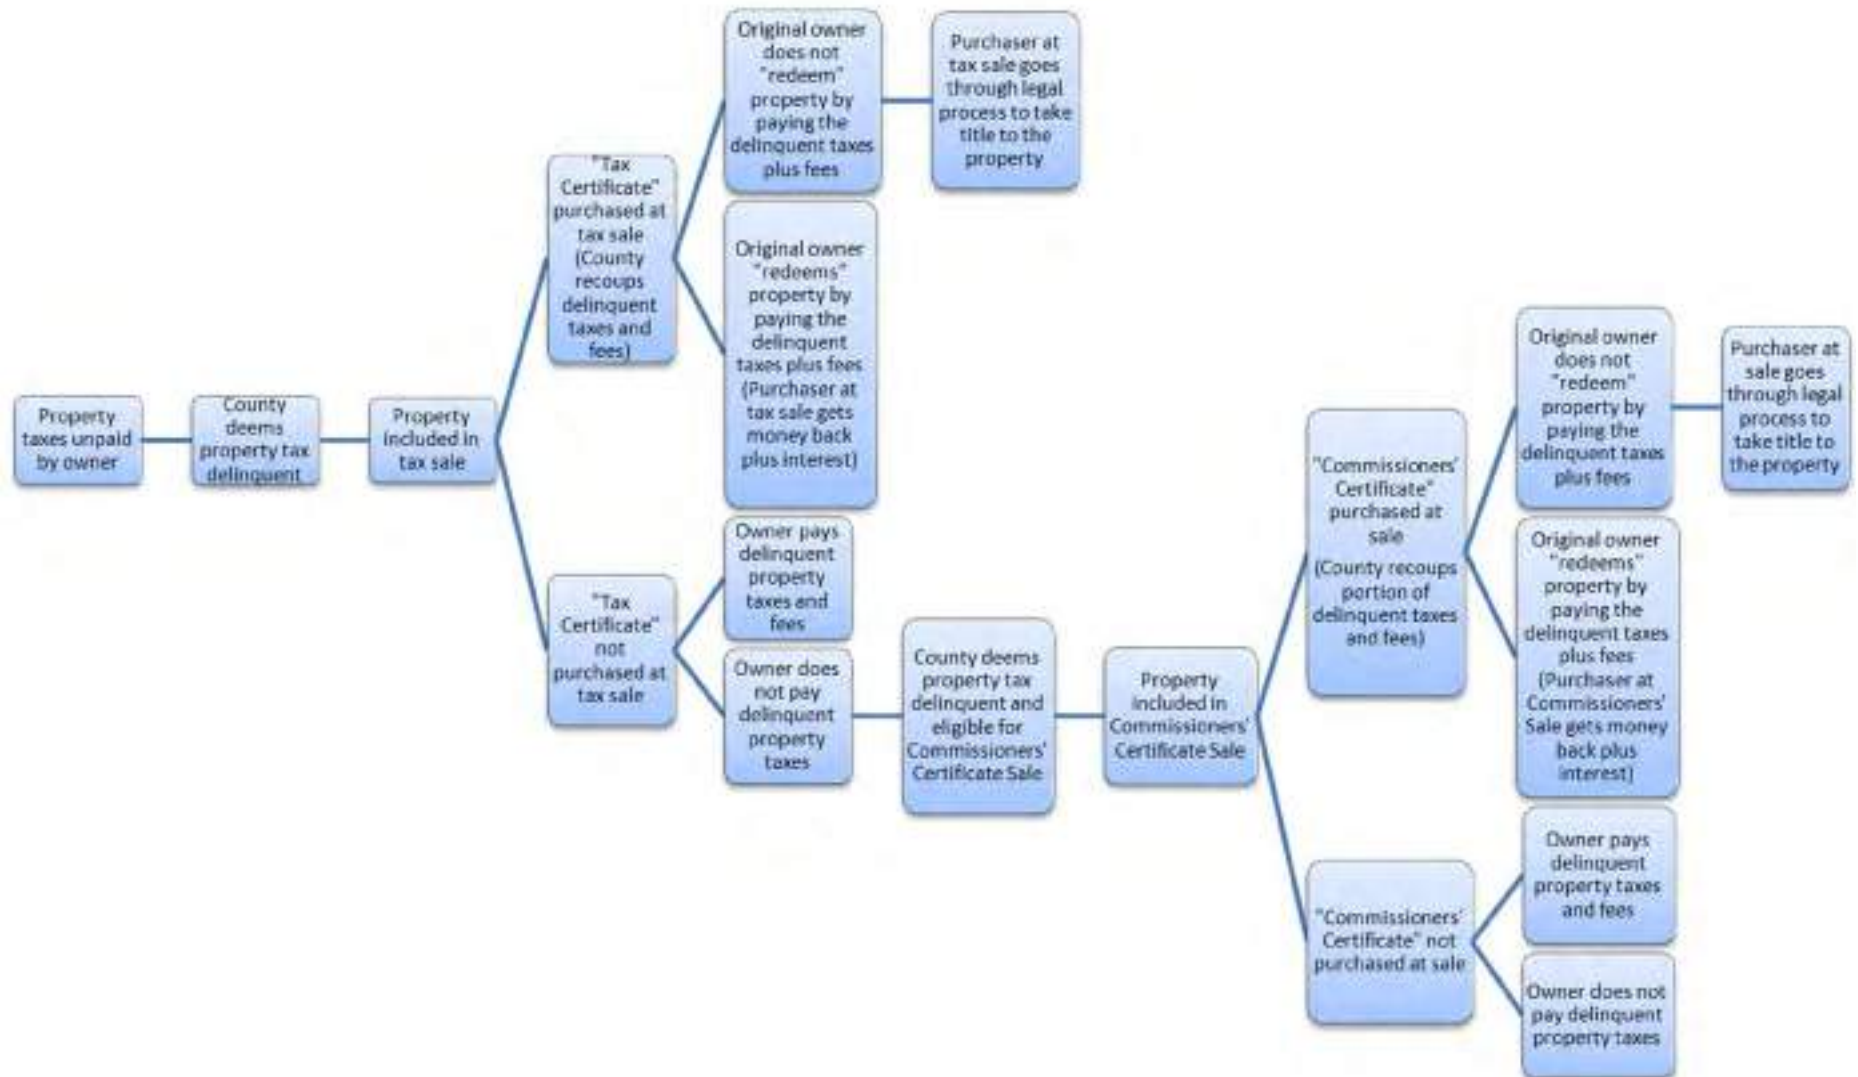 Property
taxes unpaid
by owner
County
deems
property tax
delinquent
Property
included in
tax sale
"Tax
Certificate"
purchased at
tax sale
(County
recoups
delinquent
taxes and
fees)
Original owner
does not
"redeem"
property by
paying the
delinquent taxes
plus fees
Purchaser at
tax sale goes
through legal
process to take
title to the
property
Original owner
"redeems"
property by
paying the
delinquent
taxes plus fees
(Purchaser at
tax sale gets
money back
plus interest)
"Tax
Certificate"
not
purchased at
tax sale
Owner pays
delinquent
property
taxes and
fees
Owner does
not pay
delinquent
property
taxes
County deems
property tax
delinquent and
eligible for
Commissioners'
Certificate Sale
Property
included in
Commissioners'
Certificate Sale
"Commissioners'
Certificate"
purchased at
sale
(County recoups
portion of
delinquent taxes
and fees)
Original owner
does not
"redeem"
property by
paying the
delinquent taxes
plus fees
Purchaser at
sale goes
through legal
process to
take title to
the property
Original owner
"redeems"
property by
paying the
delinquent taxes
plus fees
(Purchaser at
Commissioners'
Sale gets money
back plus
interest)
"Commissioners'
Certificate" not
purchased at sale
Owner pays
delinquent
property taxes
and fees
Owner does not
pay delinquent
property taxes